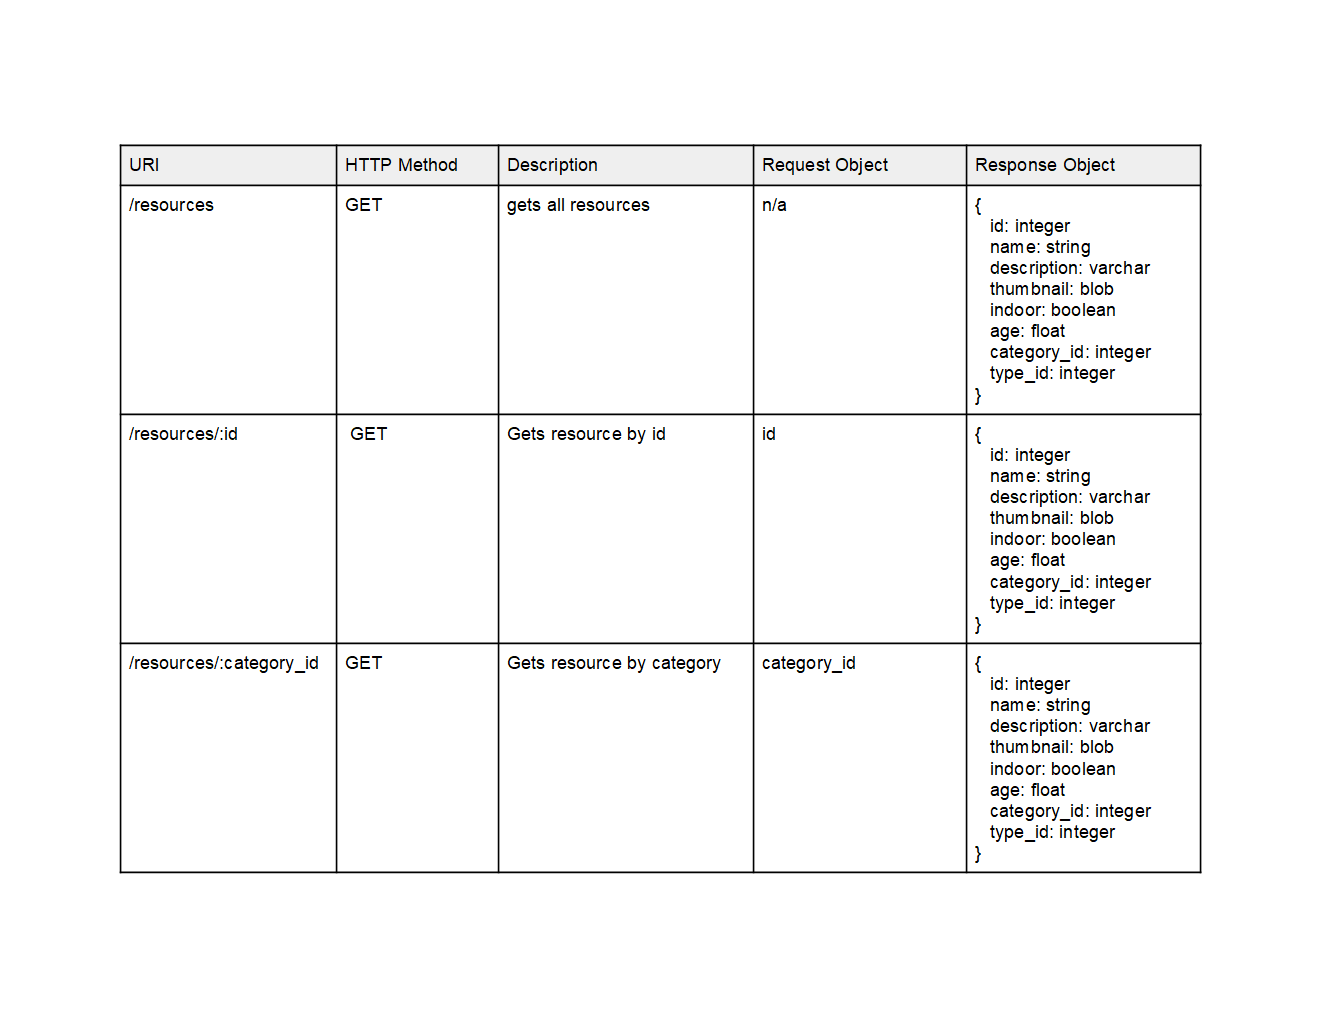 URI HTTP Method Description Request Object Response Object
/resources GET gets all resources n/a {
id: integer
name: string
description: varchar
thumbnail: blob
indoor: boolean
age: float
category_id: integer
type_id: integer
}
/resources/:id GET Gets resource by id id {
id: integer
name: string
description: varchar
thumbnail: blob
indoor: boolean
age: float
category_id: integer
type_id: integer
}
/resources/:category_id GET Gets resource by category category_id {
id: integer
name: string
description: varchar
thumbnail: blob
indoor: boolean
age: float
category_id: integer
type_id: integer
}